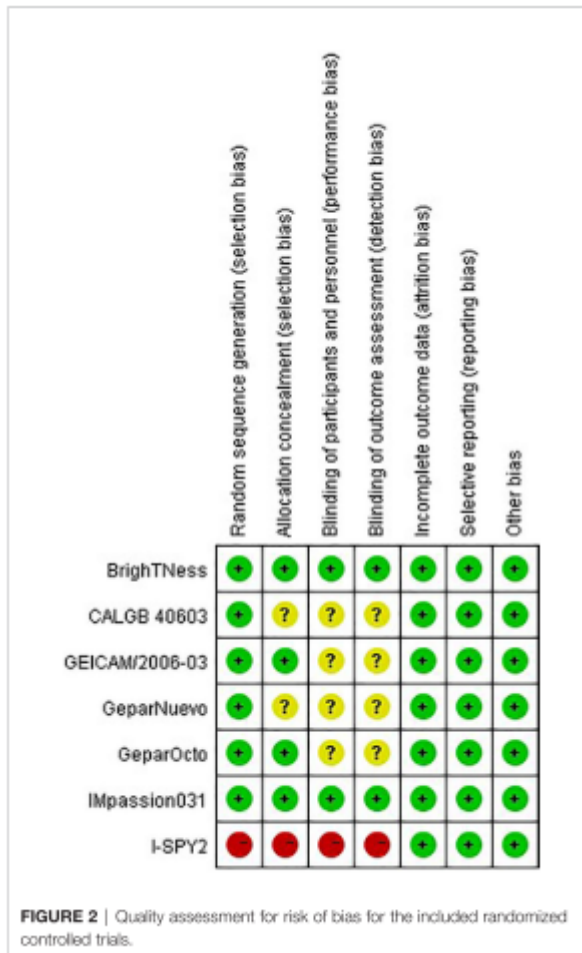 Random sequence generation (selection bias)
Allocation concealment (selection bias)
Blinding of participants and personnel (performance bias)
Blinding of outcome assessment (detection bias)
Incomplete outcome data (attrition bias)
Selective reporting (reporting bias)
Other bias
BrighTNess + + + + + + +
CALGB 40603 + ? ? ? + + +
GEICAM/2006-03 + + ? ? + + +
GeparNuevo + ? ? ? + + +
GeparOcto + + ? ? + + +
IMpassion031 + + + + + + +
I-SPY2 - - - - + + +
FIGURE 2 | Quality assessment for risk of bias for the included randomized
controlled trials.